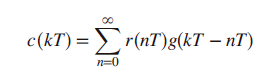 c(kT) = ∞∑n=0 r(nT)g(kT − nT)